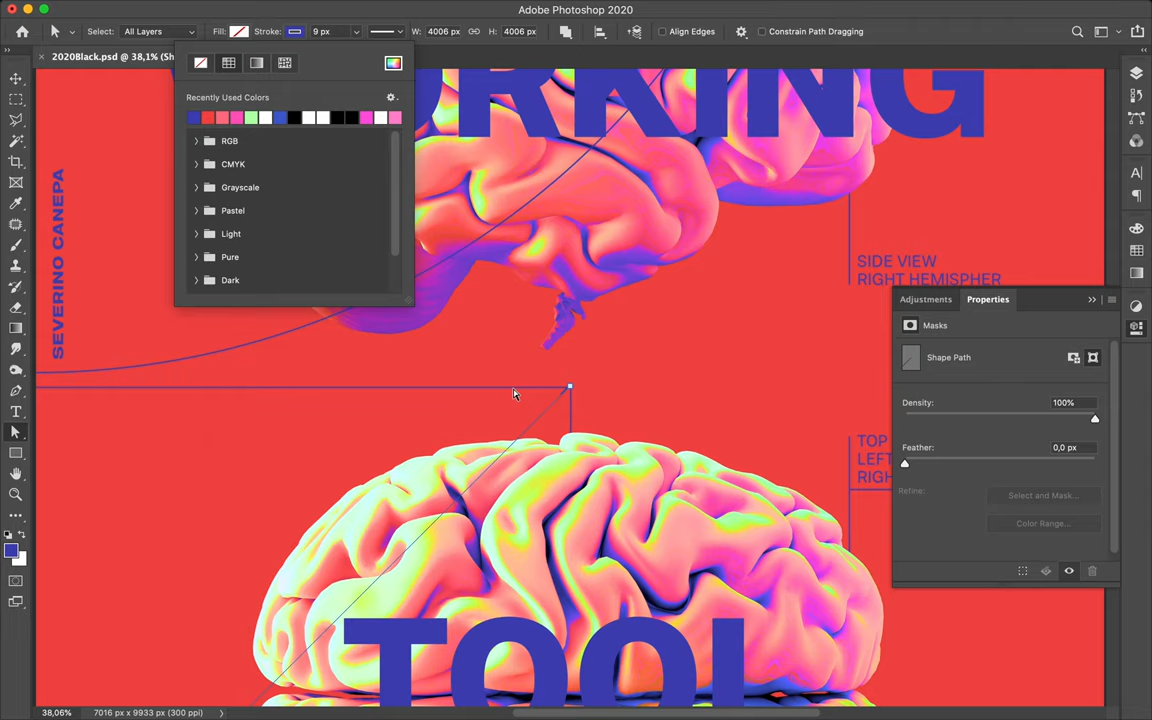 Adobe Photoshop 2020
Select:
All Layers
Fill:
Stroke:
9 px
W:
4006 px
H:
4006 px
Align Edges
Constrain Path Dragging
2020Black.psd @ 38,1% (Sh
Recently Used Colors
RGB
CMYK
Grayscale
Pastel
Light
Pure
Dark
ORKING
SEVERINO CANEPA
SIDE VIEW
RIGHT HEMISPHER
Adjustments
Properties
Masks
Shape Path
Density:
100%
Feather:
0,0 px
Refine:
Select and Mask...
Color Range...
TOP
LEFT
RIGH
TOOL
38,06%
7016 px x 9933 px (300 ppi)